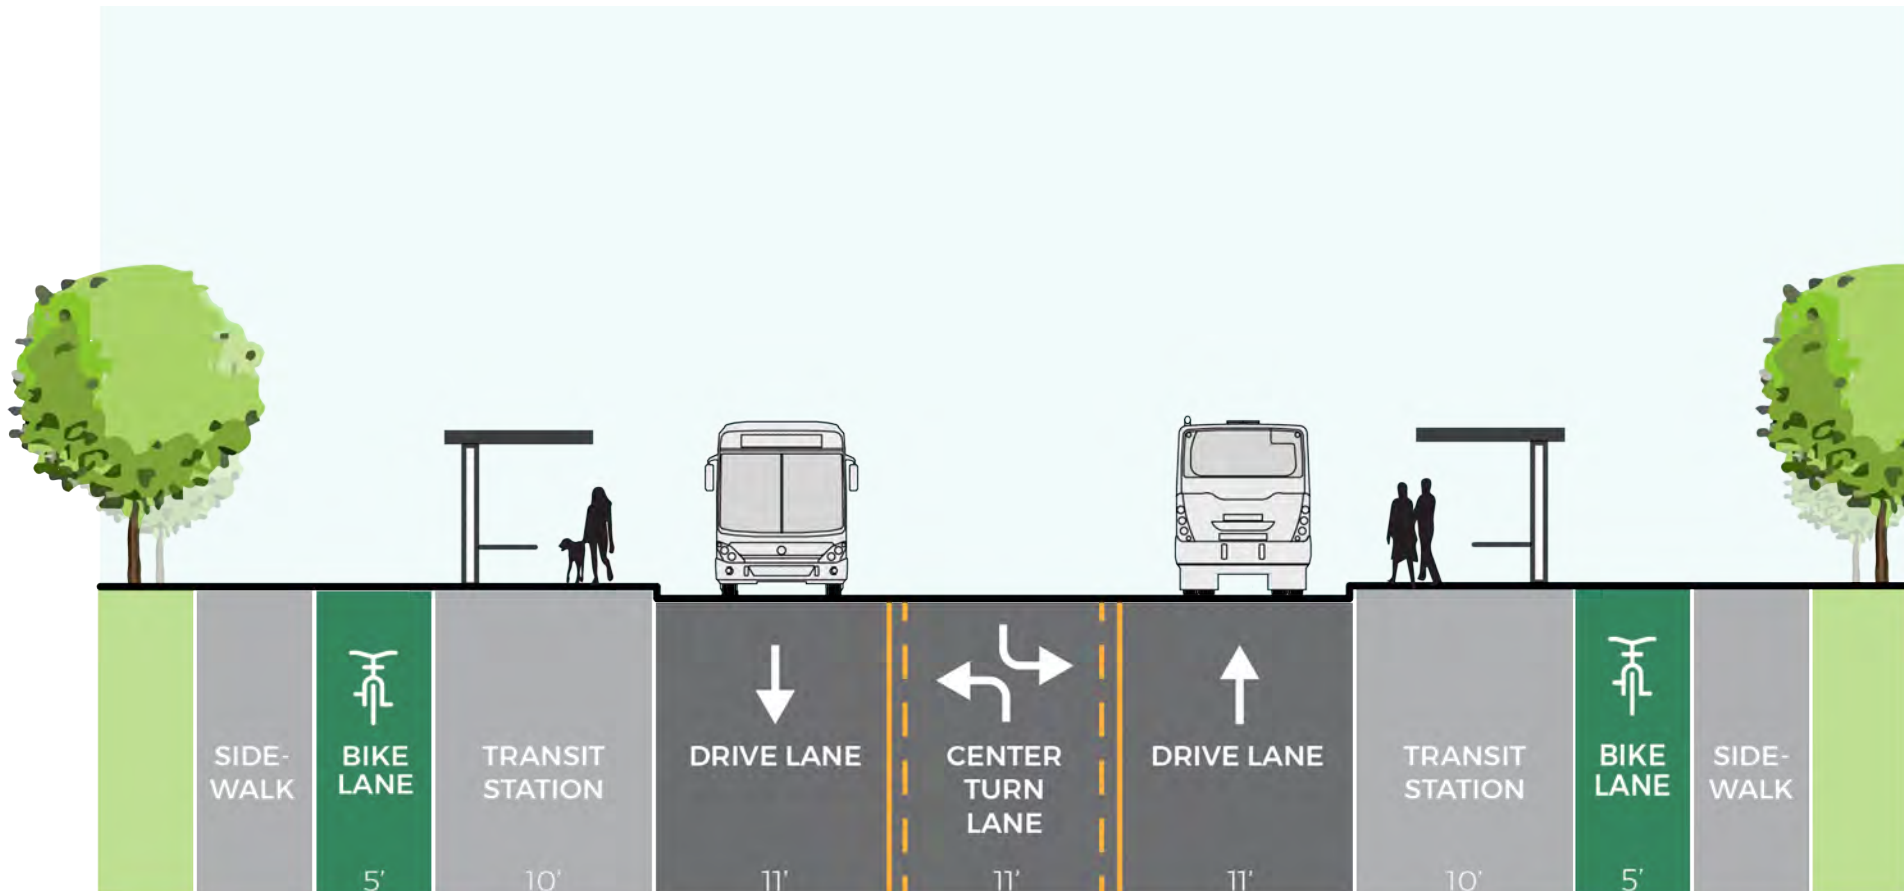 SIDE-
WALK
BIKE
LANE
5’
TRANSIT
STATION
10’
DRIVE LANE
11’
CENTER
TURN
LANE
11’
DRIVE LANE
11’
TRANSIT
STATION
10’
BIKE
LANE
5’
SIDE-
WALK